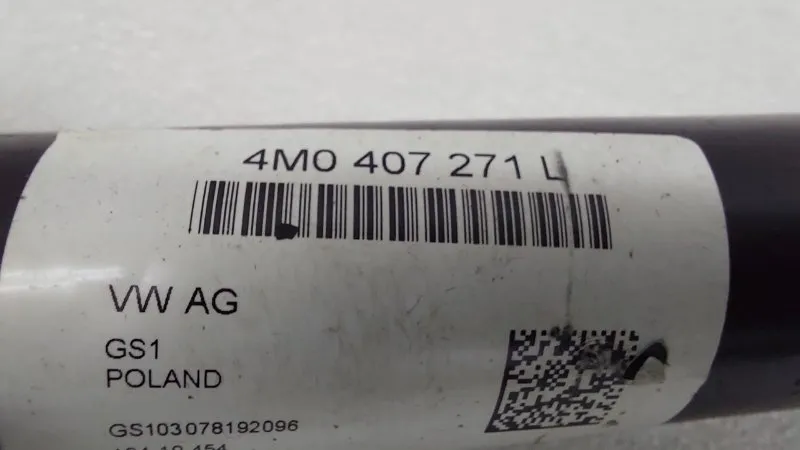 4M0 407 271 L
VW AG
GS1
POLAND
GS103078192096